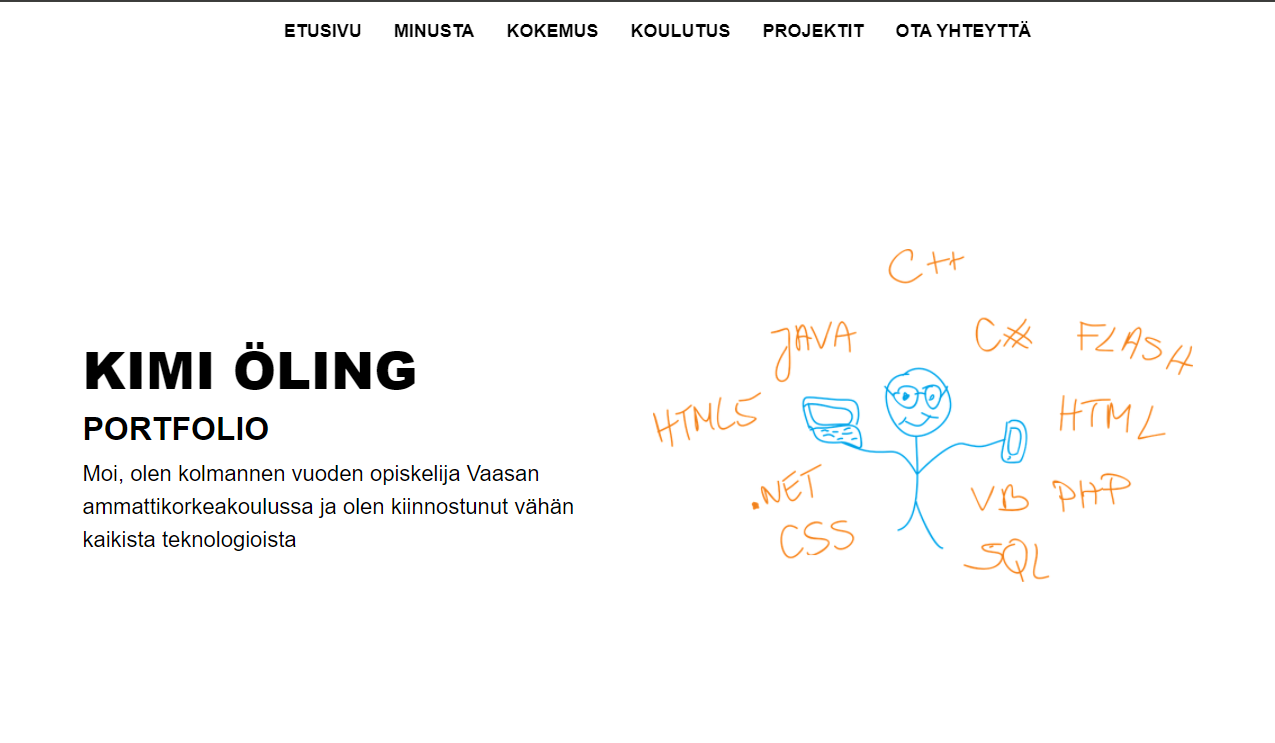 ETUSIVU MINUSTA KOKEMUS KOULUTUS PROJEKTIT OTA YHTEYTTÄ
KIMI ÖLING
PORTFOLIO
Moi, olen kolmannen vuoden opiskelija Vaasan
ammattikorkeakoulussa ja olen kiinnostunut vähän
kaikista teknologioista
C++
JAVA
C#
FLASH
HTML5
HTML
.NET
VB
PHP
CSS
SQL